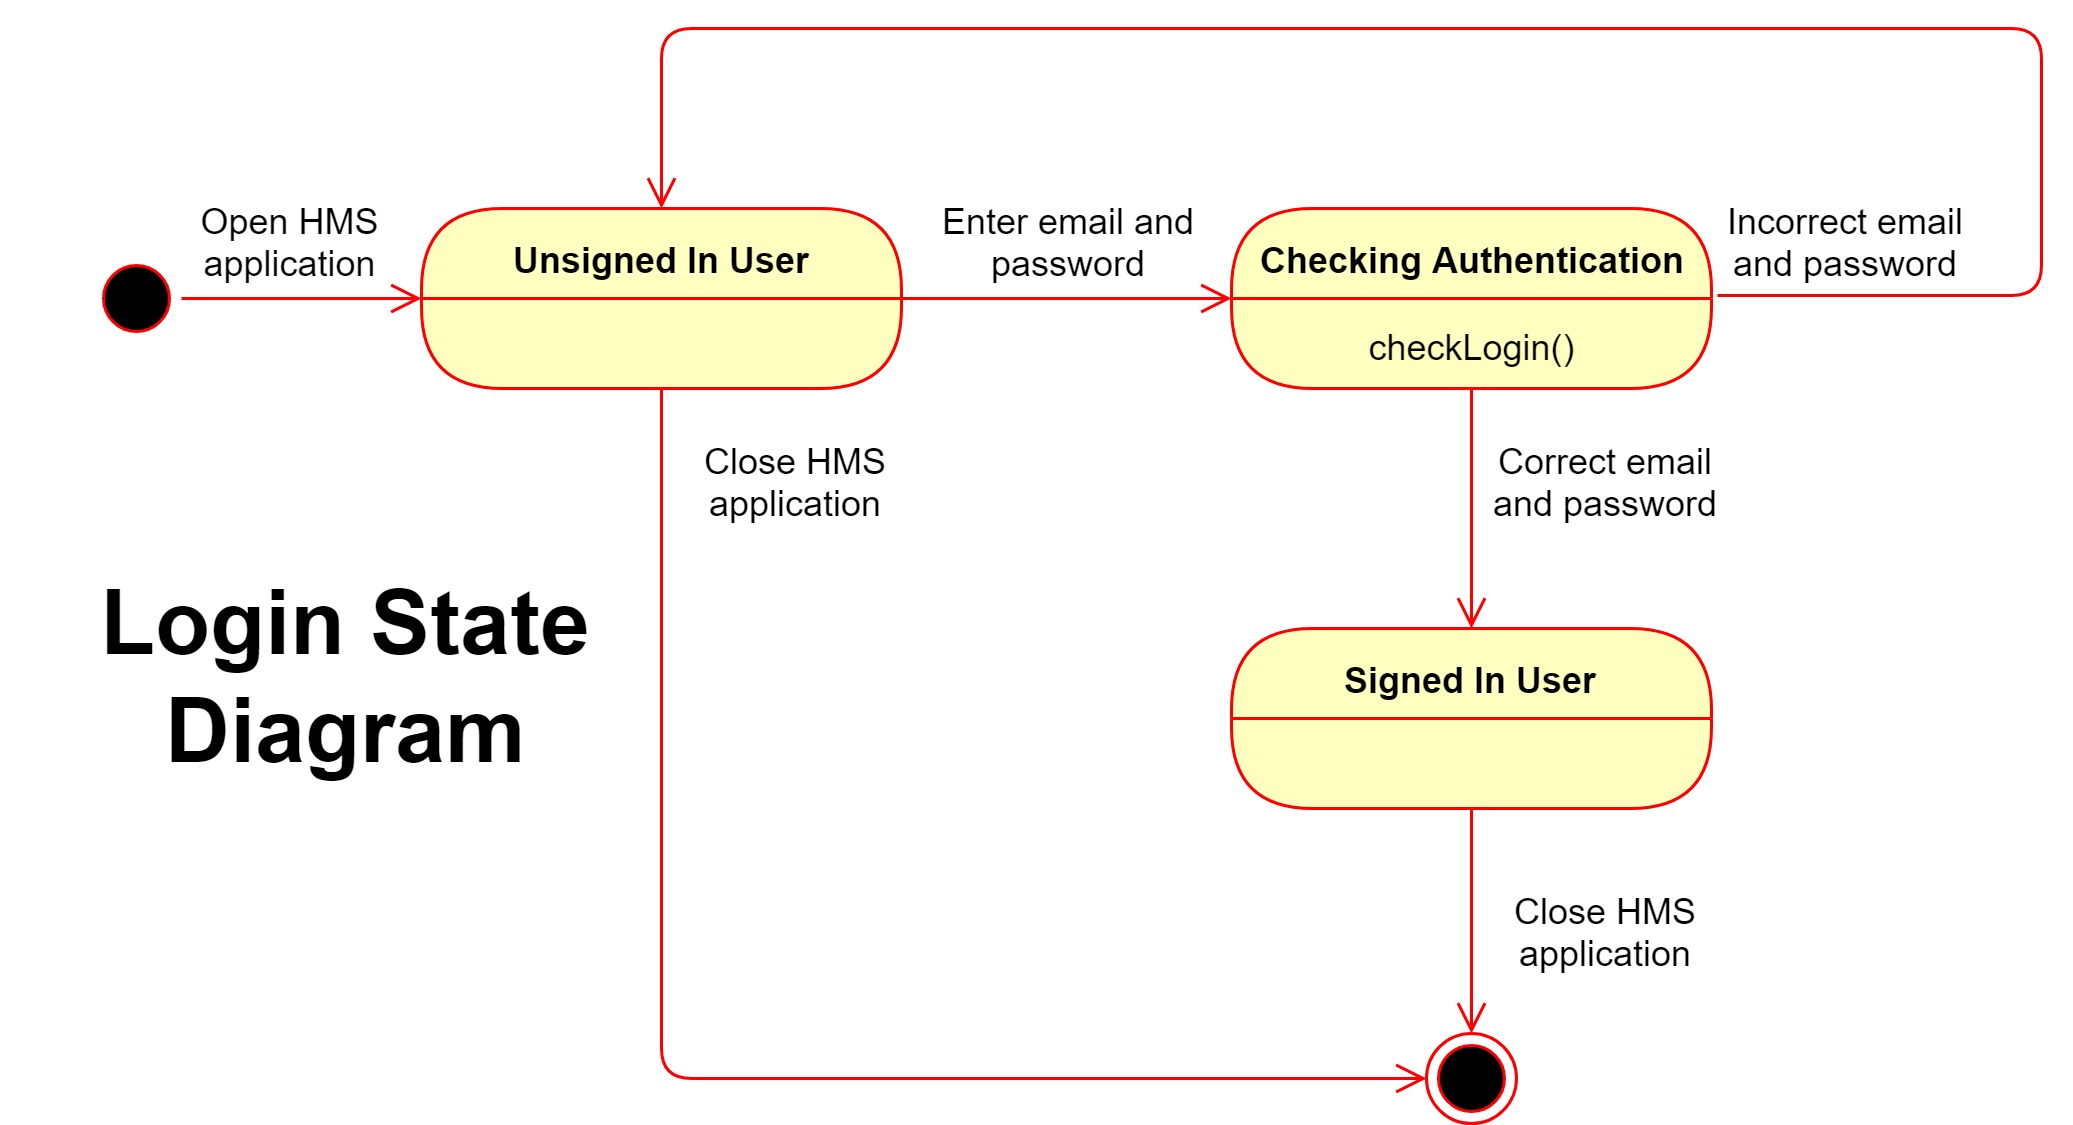 Open HMS
application
Unsigned In User
Enter email and
password
Checking Authentication
checkLogin()
Incorrect email
and password
Close HMS
application
Correct email
and password
Login State
Diagram
Signed In User
Close HMS
application